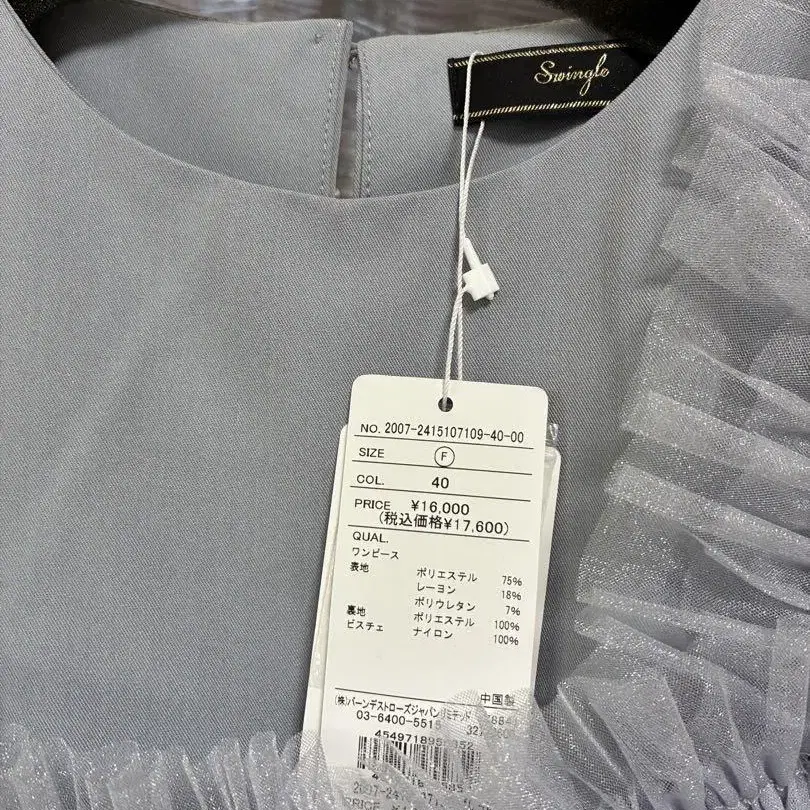 Swingle
NO. 2007-2415107109-40-00
SIZE F
COL. 40
PRICE ¥16,000
(税込価格¥17,600)
QUAL.
ワンピース
表地 ポリエステル 75%
レーヨン 18%
ポリウレタン 7%
裏地 ポリエステル 100%
ビスチェ ナイロン 100%
中国製
(株)バーンデストローズジャパンリミテッド
03-6400-5515
PRICE